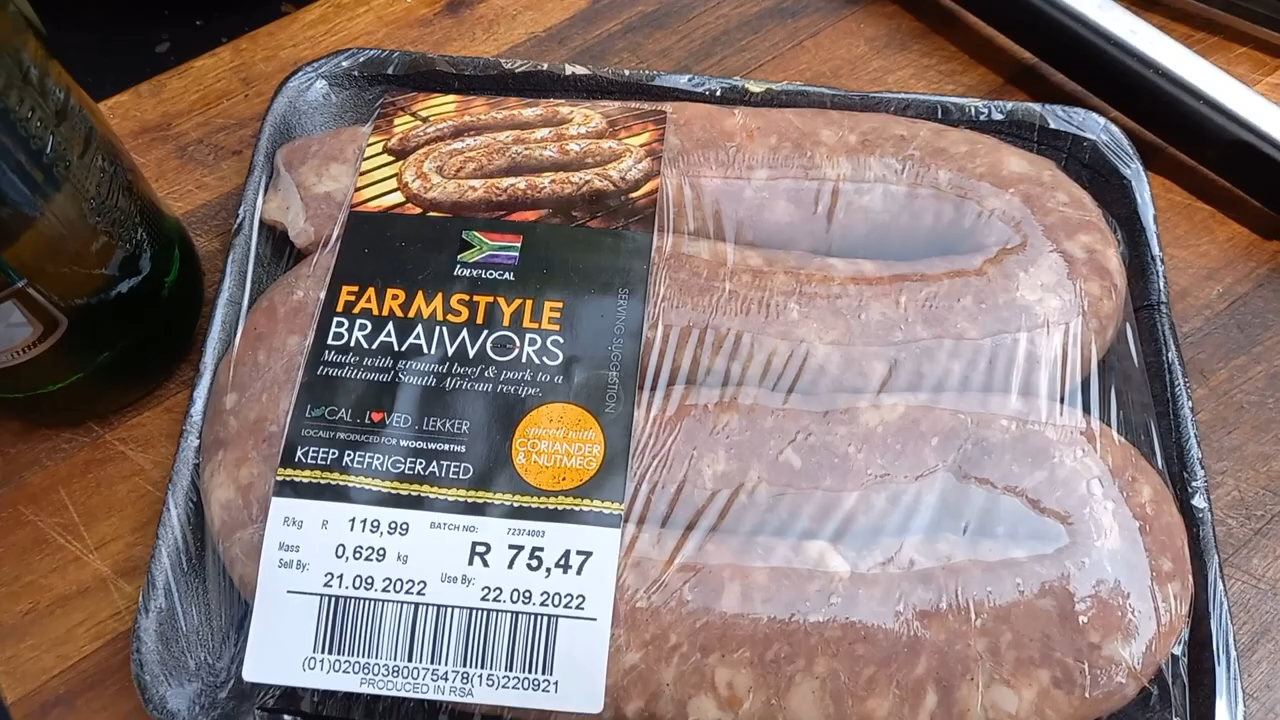 loveLOCAL
FARMSTYLE
BRAAIWORS
Made with ground beef & pork to a
traditional South African recipe.
SERVING SUGGESTION
LOCAL . LOVED . LEKKER
LOCALLY PRODUCED FOR WOOLWORTHS
KEEP REFRIGERATED
spiced with
CORIANDER
& NUTMEG
R/kg R 119,99 BATCH NO: 72374003
Mass 0,629 kg R 75,47
Sell By: 21.09.2022 Use By: 22.09.2022
(01)02060380075478(15)220921
PRODUCED IN RSA